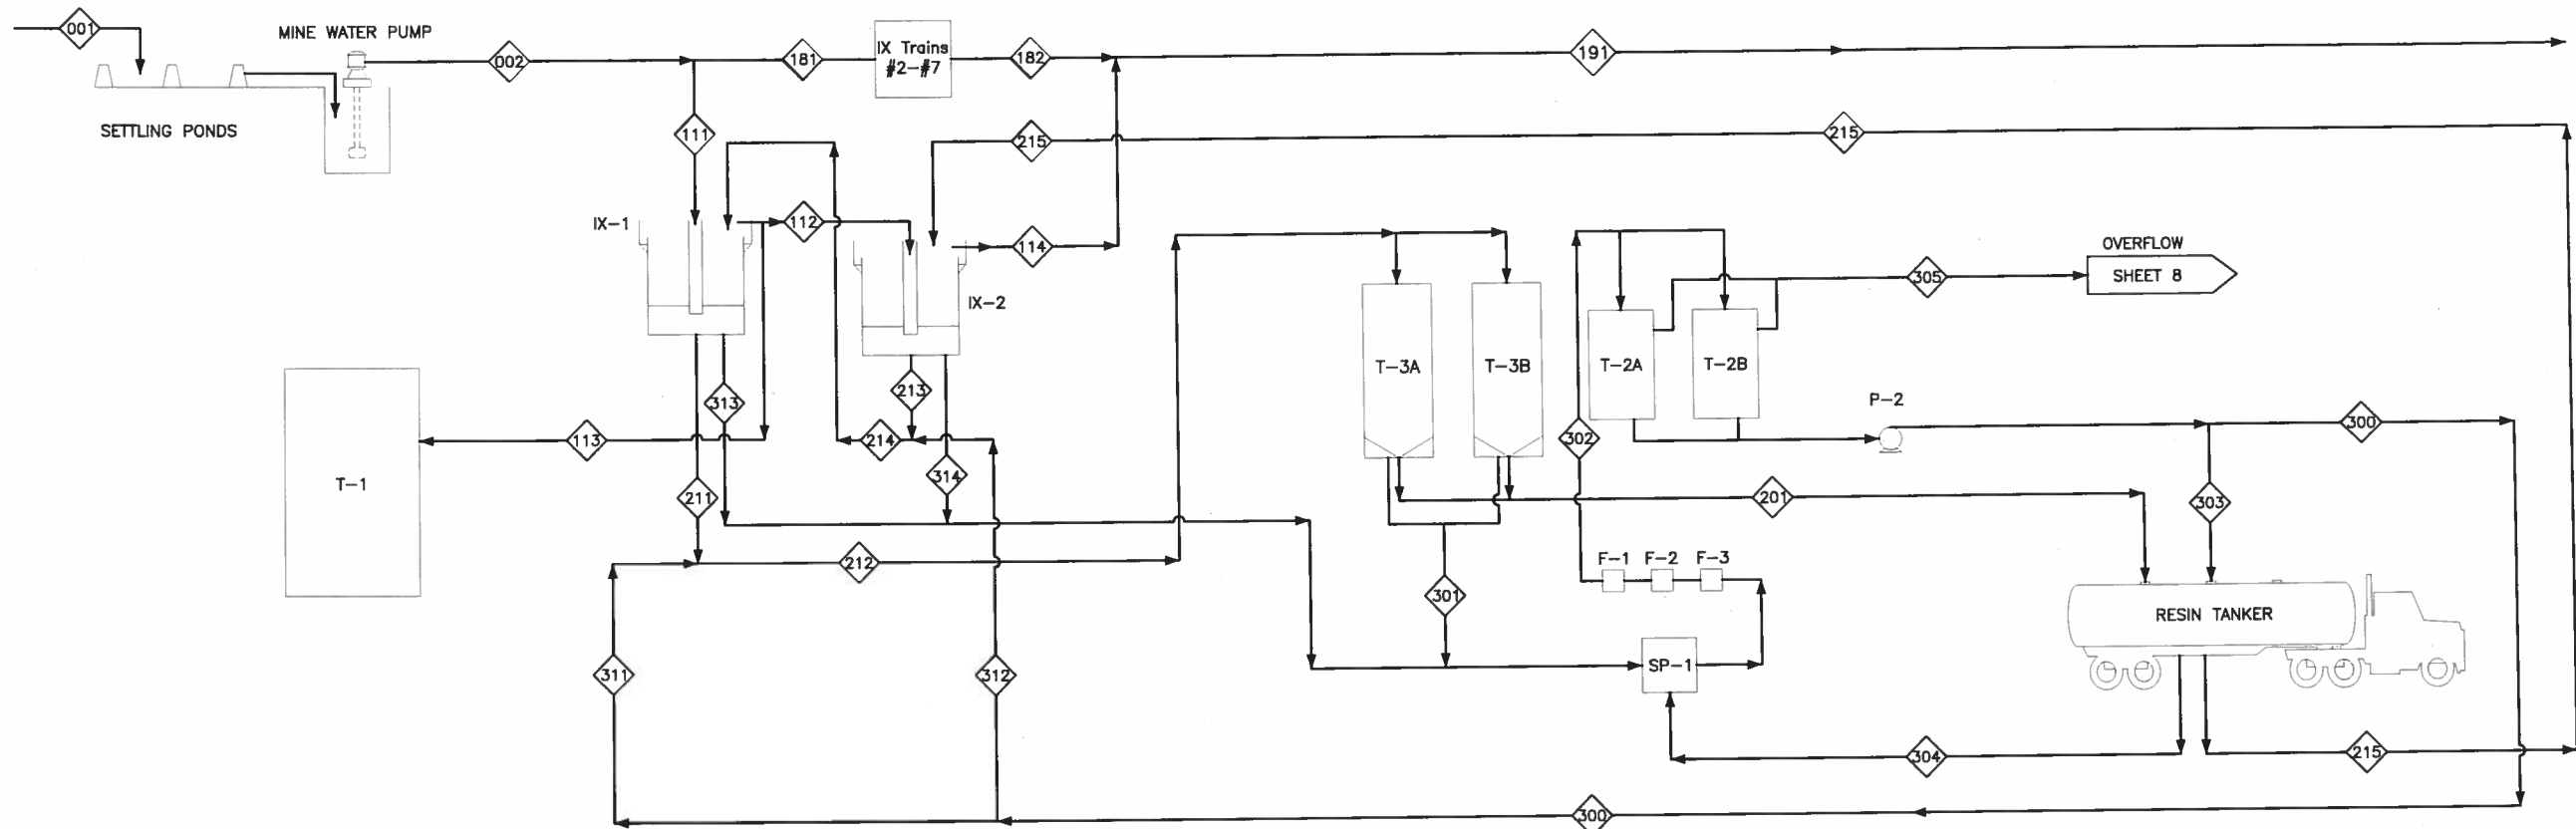 001
MINE WATER PUMP
002
181
IX Trains
#2-#7
182
191
SETTLING PONDS
111
215
215
IX-1
112
114
IX-2
OVERFLOW
SHEET 8
305
T-3A
T-3B
T-2A
T-2B
P-2
213
313
113
214
302
300
314
T-1
211
201
303
212
F-1
F-2
F-3
301
RESIN TANKER
311
312
SP-1
304
215
300